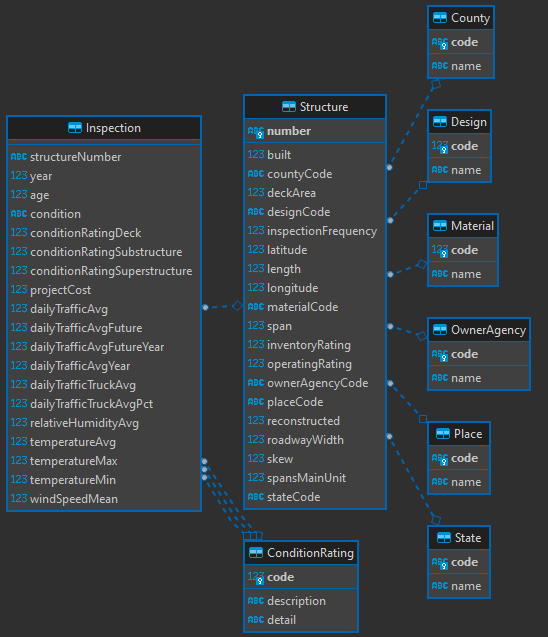 Inspection
ABC structureNumber
123 year
123 age
ABC condition
123 conditionRatingDeck
123 conditionRatingSubstructure
123 conditionRatingSuperstructure
123 projectCost
123 dailyTrafficAvg
123 dailyTrafficAvgFuture
123 dailyTrafficAvgFutureYear
123 dailyTrafficAvgYear
123 dailyTrafficTruckAvg
123 dailyTrafficTruckAvgPct
123 relativeHumidityAvg
123 temperatureAvg
123 temperatureMax
123 temperatureMin
123 windSpeedMean
Structure
ABC number
123 built
ABC countyCode
123 deckArea
ABC designCode
123 inspectionFrequency
123 latitude
123 length
123 longitude
ABC materialCode
123 span
123 inventoryRating
123 operatingRating
ABC ownerAgencyCode
ABC placeCode
123 reconstructed
123 roadwayWidth
123 skew
123 spansMainUnit
ABC stateCode
ConditionRating
123 code
ABC description
ABC detail
County
ABC code
ABC name
Design
123 code
ABC name
Material
ABC code
123 name
OwnerAgency
ABC code
ABC name
Place
ABC code
ABC name
State
ABC code
ABC name